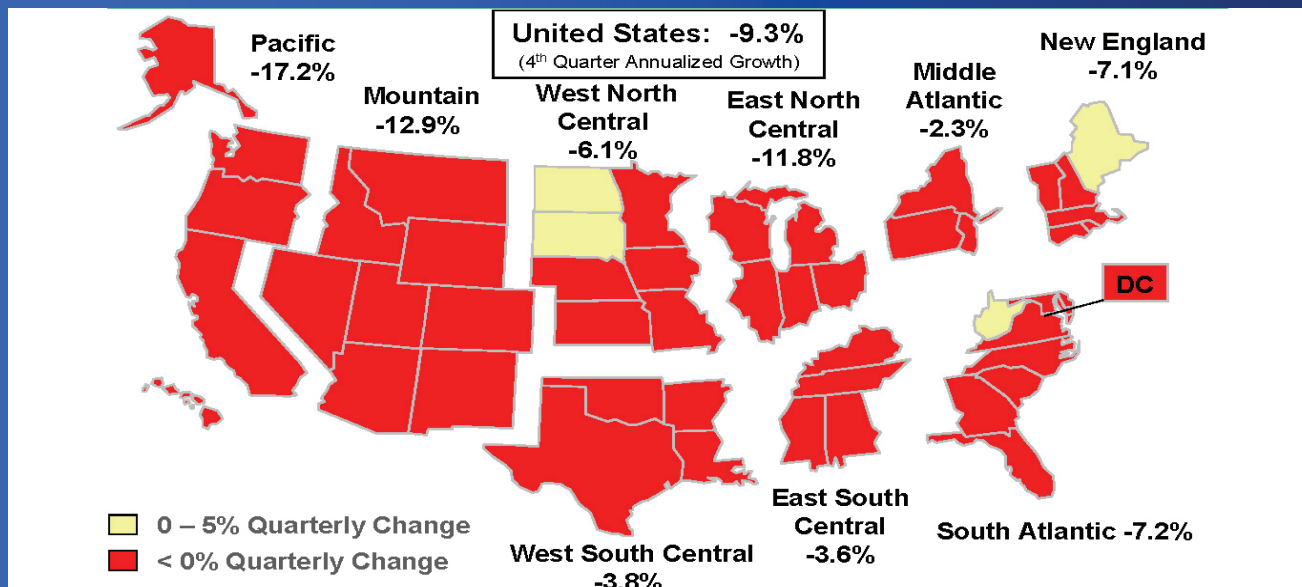 United States: -9.3%
(4th Quarter Annualized Growth)
Pacific
-17.2%
Mountain
-12.9%
West North
Central
-6.1%
East North
Central
-11.8%
Middle
Atlantic
-2.3%
New England
-7.1%
DC
0 – 5% Quarterly Change
< 0% Quarterly Change
West South Central
-3.8%
East South
Central
-3.6%
South Atlantic -7.2%